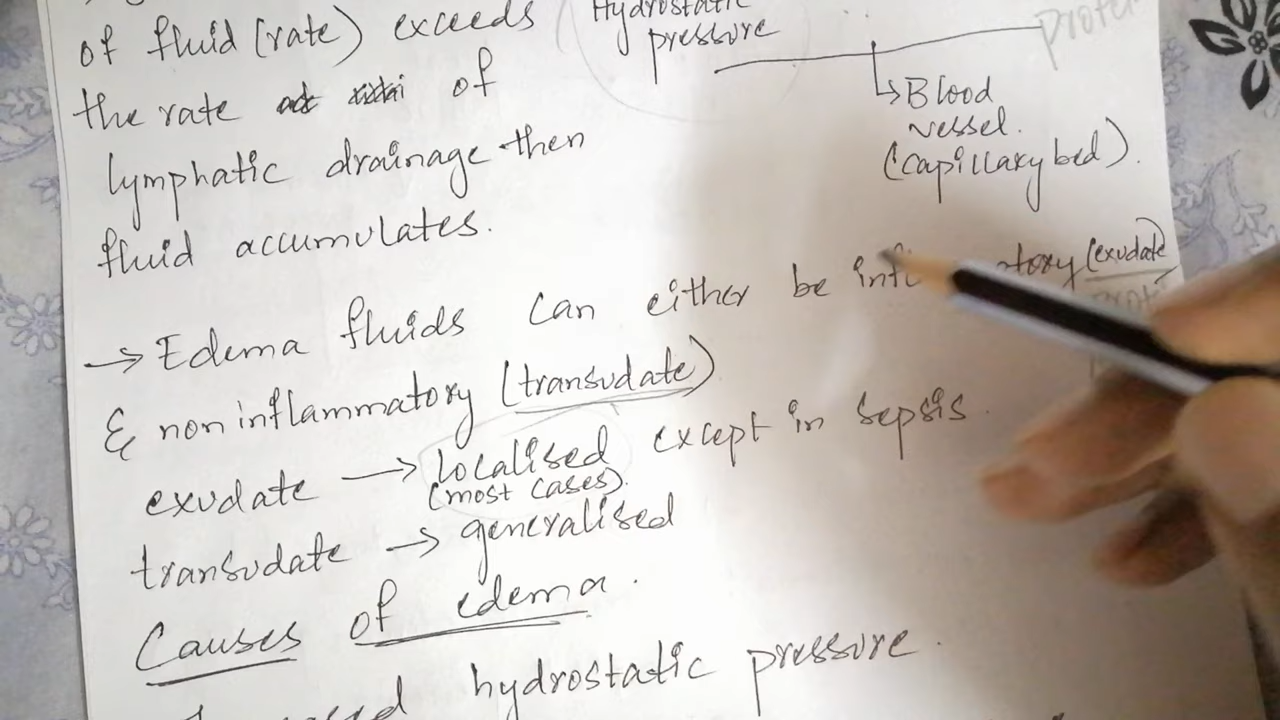 of fluid (rate) exceeds
the rate of
lymphatic drainage then
fluid accumulates.
Hydrostatic
pressure
Blood
vessel.
(capillary bed).
→ Edema fluids can either be (exudate)
& noninflammatory (transudate)
exudate → localised except in sepsis.
(most cases).
transudate → generalised
Causes of edema.
hydrostatic pressure.